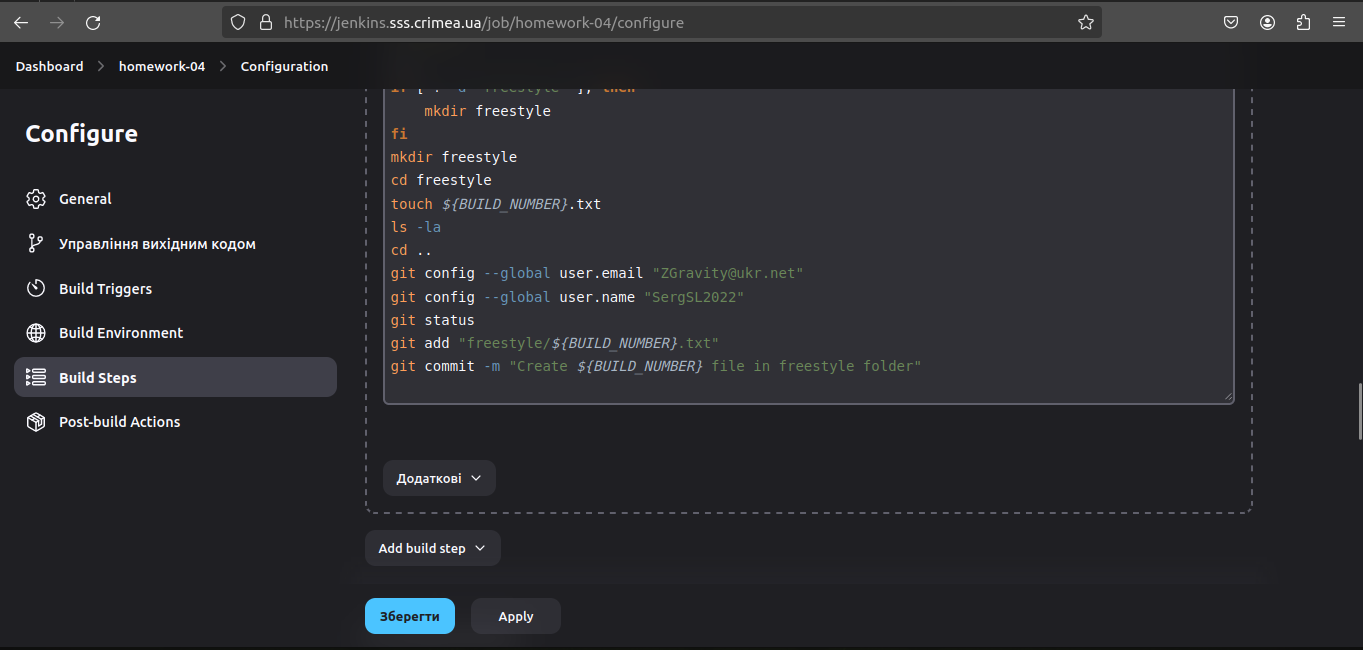 https://jenkins.sss.crimea.ua/job/homework-04/configure
Dashboard > homework-04 > Configuration
Configure
General
Управління вихідним кодом
Build Triggers
Build Environment
Build Steps
Post-build Actions
mkdir freestyle
fi
mkdir freestyle
cd freestyle
touch ${BUILD_NUMBER}.txt
ls -la
cd ..
git config --global user.email "ZGravity@ukr.net"
git config --global user.name "SergSL2022"
git status
git add "freestyle/${BUILD_NUMBER}.txt"
git commit -m "Create ${BUILD_NUMBER} file in freestyle folder"
Додаткові
Add build step
Зберегти Apply